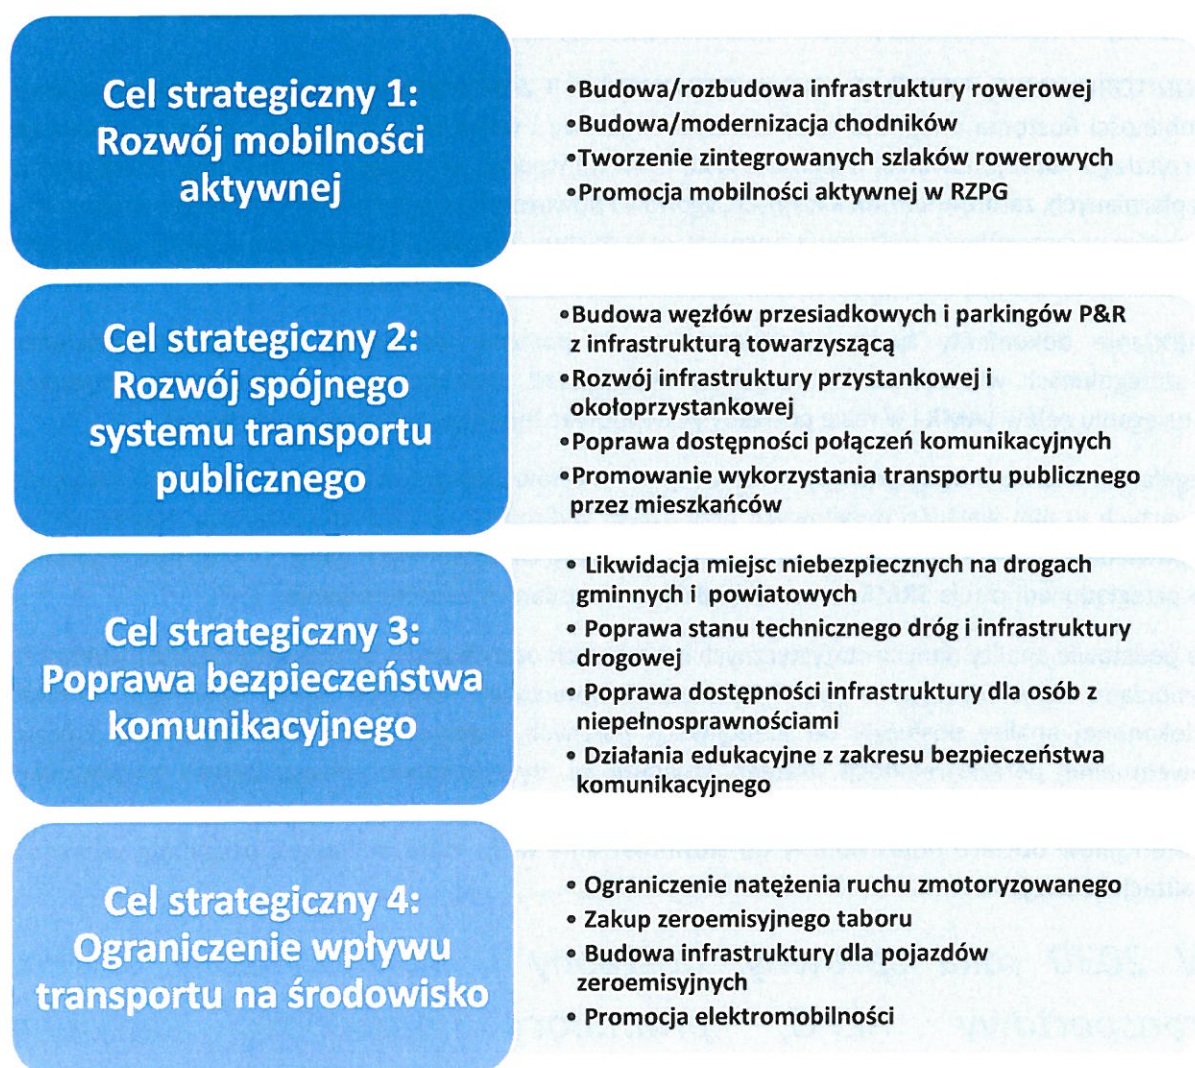 Cel strategiczny 1:
Rozwój mobilności
aktywnej
•Budowa/rozbudowa infrastruktury rowerowej
•Budowa/modernizacja chodników
•Tworzenie zintegrowanych szlaków rowerowych
•Promocja mobilności aktywnej w RZPG
Cel strategiczny 2:
Rozwój spójnego
systemu transportu
publicznego
•Budowa węzłów przesiadkowych i parkingów P&R
z infrastrukturą towarzyszącą
•Rozwój infrastruktury przystankowej i
okołoprzystankowej
•Poprawa dostępności połączeń komunikacyjnych
•Promowanie wykorzystania transportu publicznego
przez mieszkańców
Cel strategiczny 3:
Poprawa bezpieczeństwa
komunikacyjnego
• Likwidacja miejsc niebezpiecznych na drogach
gminnych i powiatowych
• Poprawa stanu technicznego dróg i infrastruktury
drogowej
• Poprawa dostępności infrastruktury dla osób z
niepełnosprawnościami
• Działania edukacyjne z zakresu bezpieczeństwa
komunikacyjnego
Cel strategiczny 4:
Ograniczenie wpływu
transportu na środowisko
• Ograniczenie natężenia ruchu zmotoryzowanego
• Zakup zeroemisyjnego taboru
• Budowa infrastruktury dla pojazdów
zeroemisyjnych
• Promocja elektromobilności